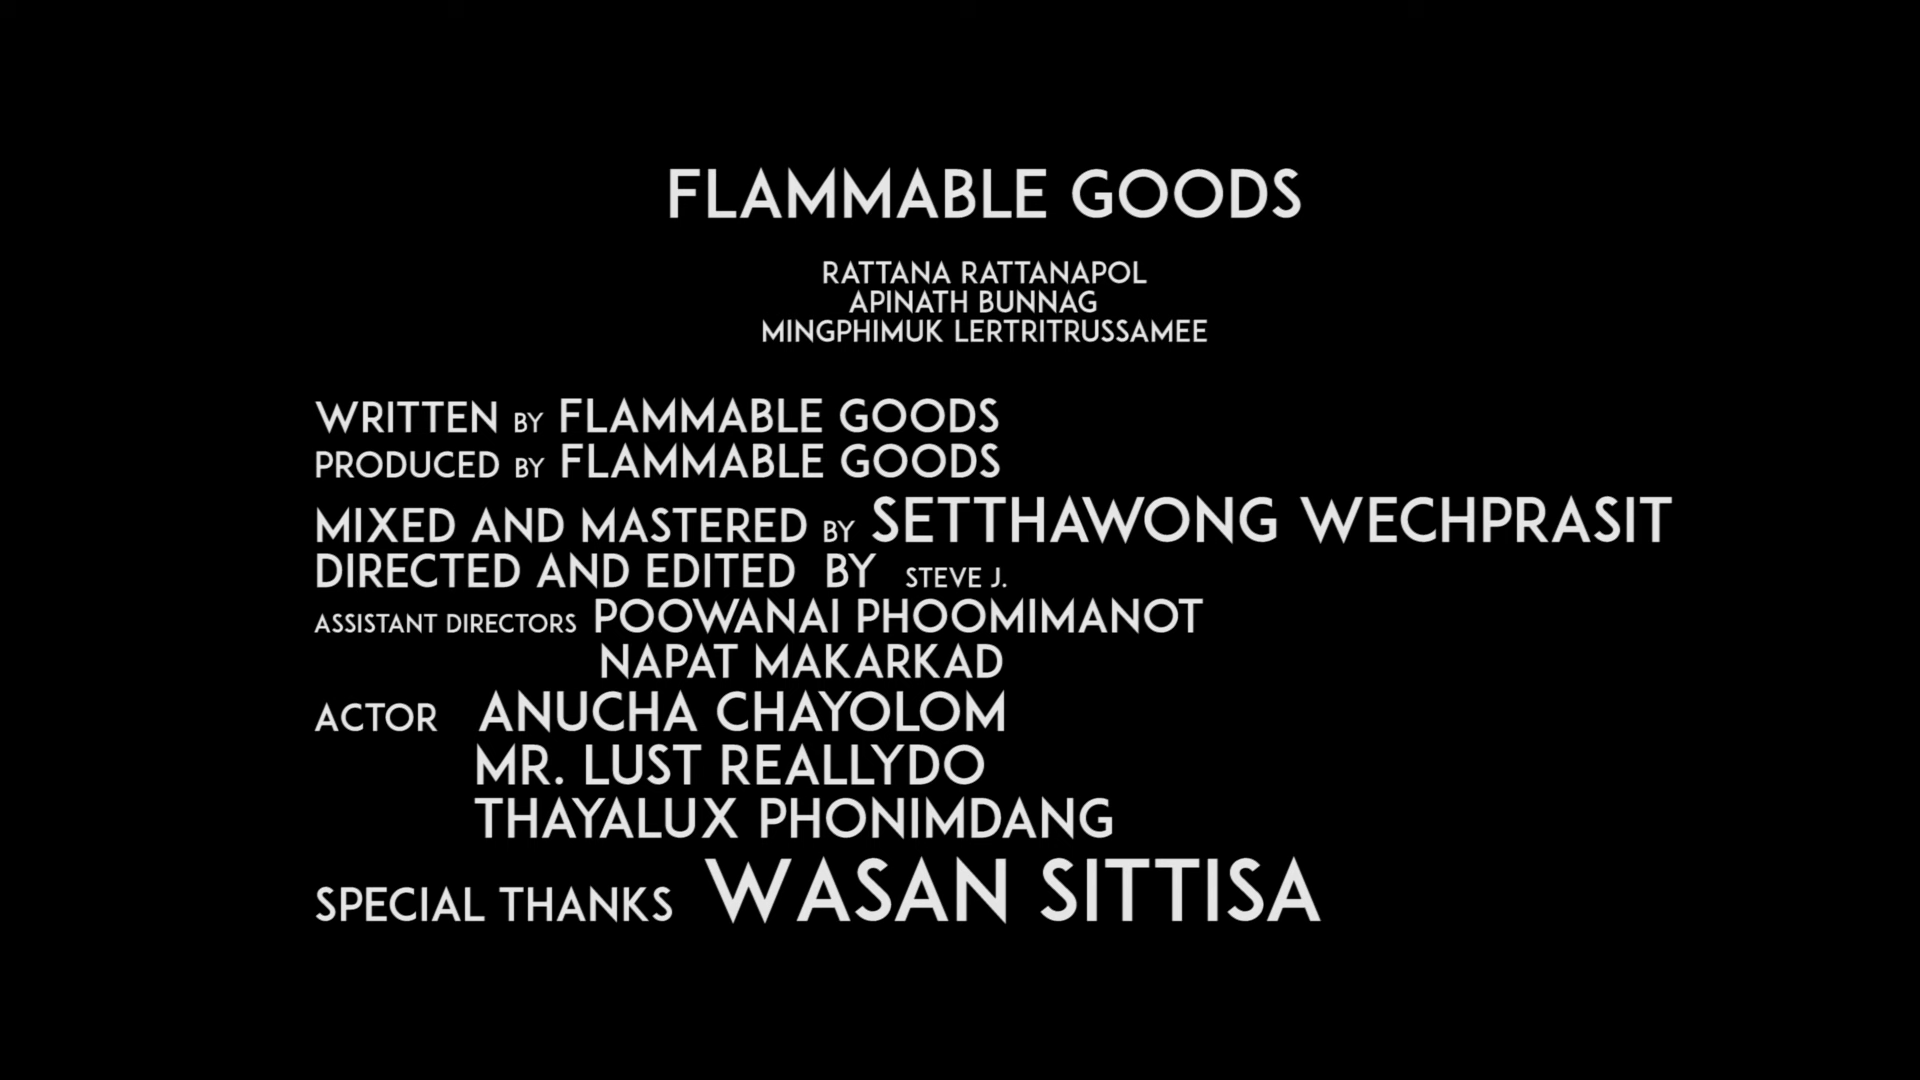 FLAMMABLE GOODS
RATTANA RATTANAPOL
APINATH BUNNAG
MINGPHIMUK LERTRITRUSSAMEE
WRITTEN BY FLAMMABLE GOODS
PRODUCED BY FLAMMABLE GOODS
MIXED AND MASTERED BY SETTHAWONG WECHPRASIT
DIRECTED AND EDITED BY STEVE J.
ASSISTANT DIRECTORS POOWANAI PHOOMIMANOT
NAPAT MAKARKAD
ACTOR ANUCHA CHAYOLOM
MR. LUST REALLYDO
THAYALUX PHONIMDANG
SPECIAL THANKS WASAN SITTISA